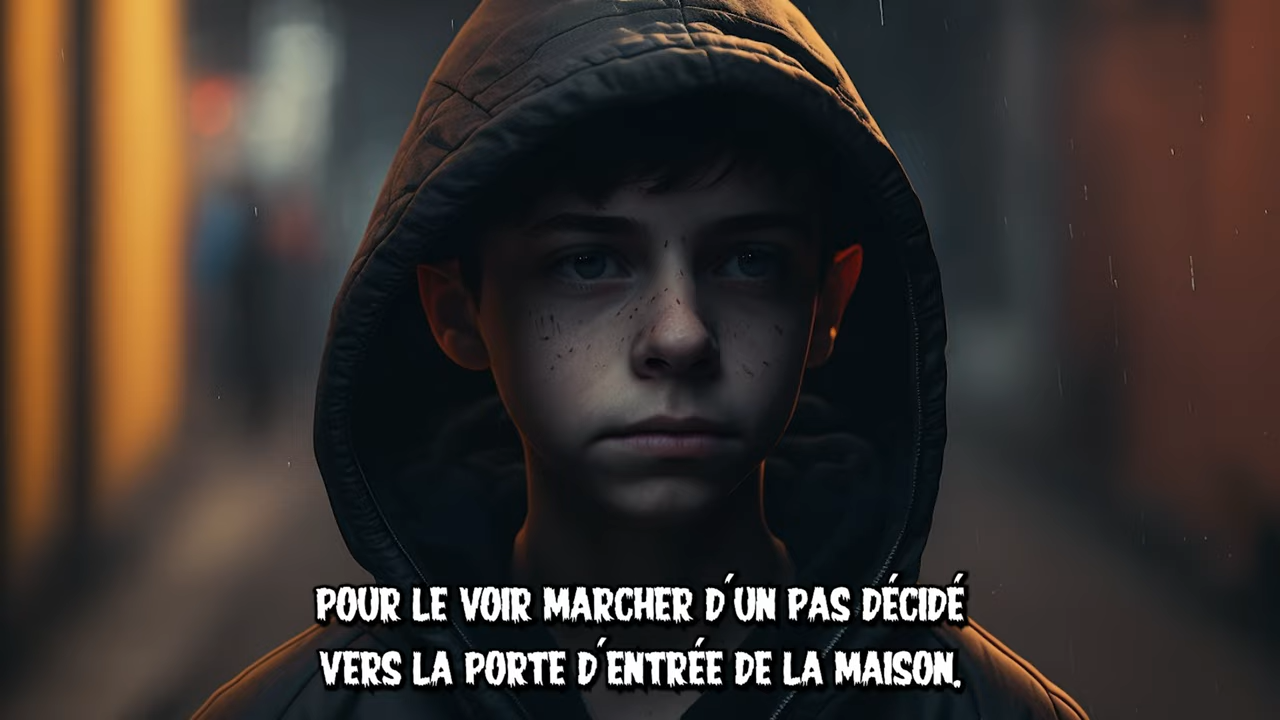 POUR LE VOIR MARCHER D'UN PAS DÉCIDÉ
VERS LA PORTE D'ENTRÉE DE LA MAISON.